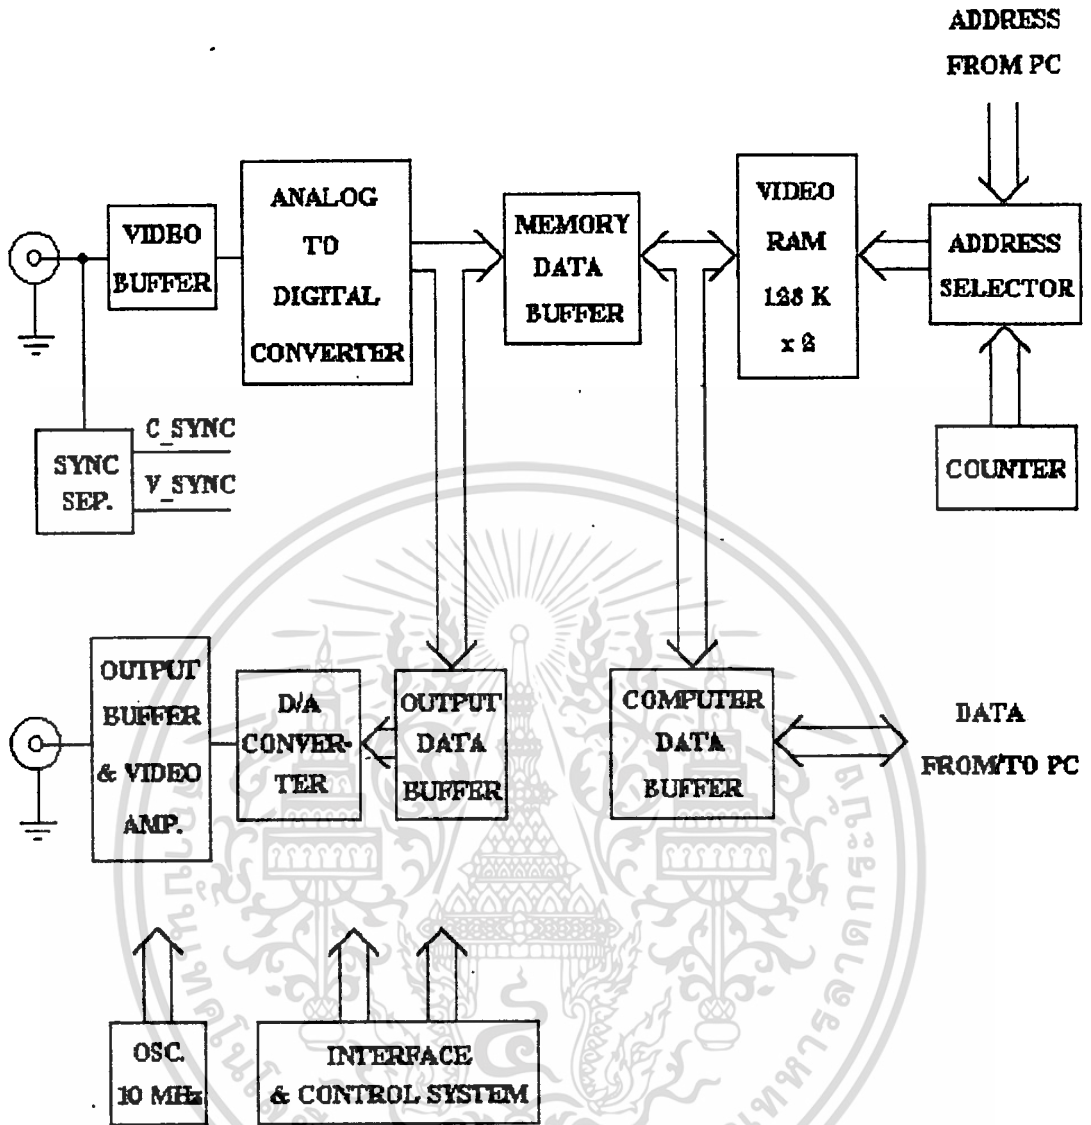 ADDRESS
FROM PC
VIDEO
BUFFER
ANALOG
TO
DIGITAL
CONVERTER
MEMORY
DATA
BUFFER
VIDEO
RAM
128 K
x 2
ADDRESS
SELECTOR
COUNTER
SYNC
SEP.
C_SYNC
V_SYNC
OUTPUT
BUFFER
& VIDEO
AMP.
D/A
CONVER-
TER
OUTPUT
DATA
BUFFER
COMPUTER
DATA
BUFFER
DATA
FROM/TO PC
OSC.
10 MHz
INTERFACE
& CONTROL SYSTEM